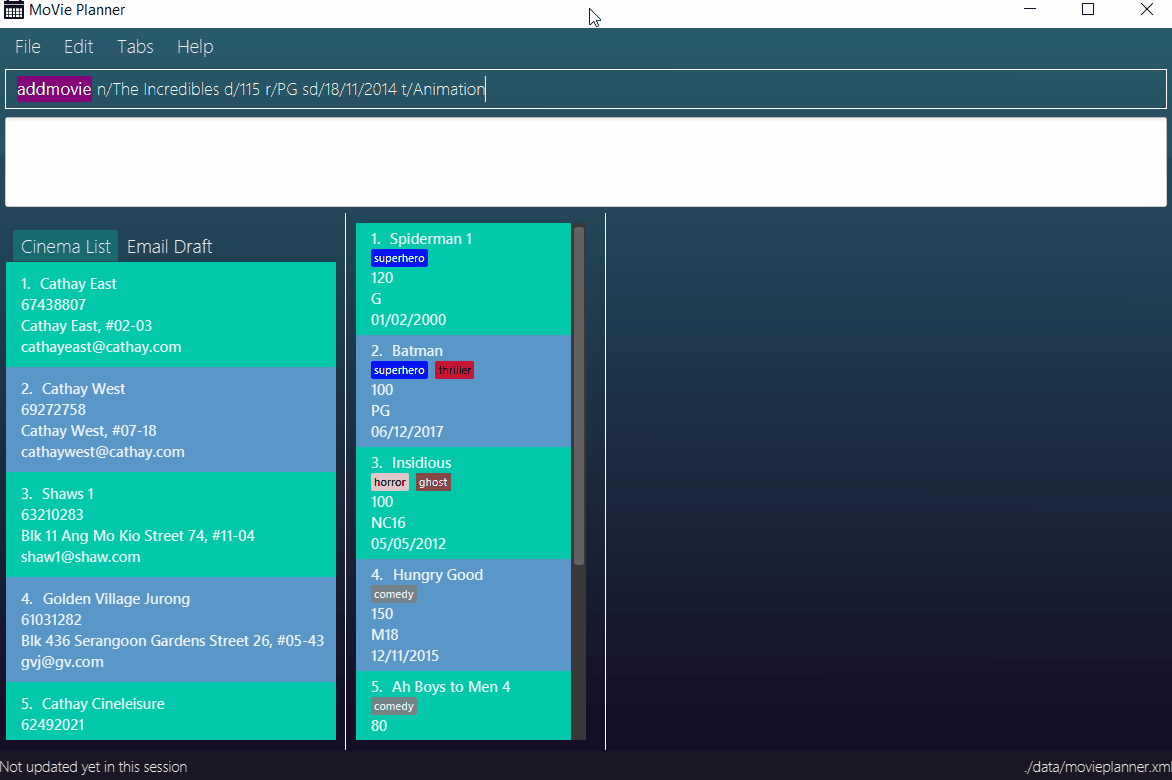 MoVie Planner
File Edit Tabs Help
addmovie n/The Incredibles d/115 r/PG sd/18/11/2014 t/Animation
Cinema List Email Draft
1. Cathay East
67438807
Cathay East, #02-03
cathayeast@cathay.com
2. Cathay West
69272758
Cathay West, #07-18
cathaywest@cathay.com
3. Shaws 1
63210283
Blk 11 Ang Mo Kio Street 74, #11-04
shaw1@shaw.com
4. Golden Village Jurong
61031282
Blk 436 Serangoon Gardens Street 26, #05-43
gvj@gv.com
5. Cathay Cineleisure
62492021
1. Spiderman 1
superhero
120
G
01/02/2000
2. Batman
superhero thriller
100
PG
06/12/2017
3. Insidious
horror ghost
100
NC16
05/05/2012
4. Hungry Good
comedy
150
M18
12/11/2015
5. Ah Boys to Men 4
comedy
80
Not updated yet in this session
./data/movieplanner.xml